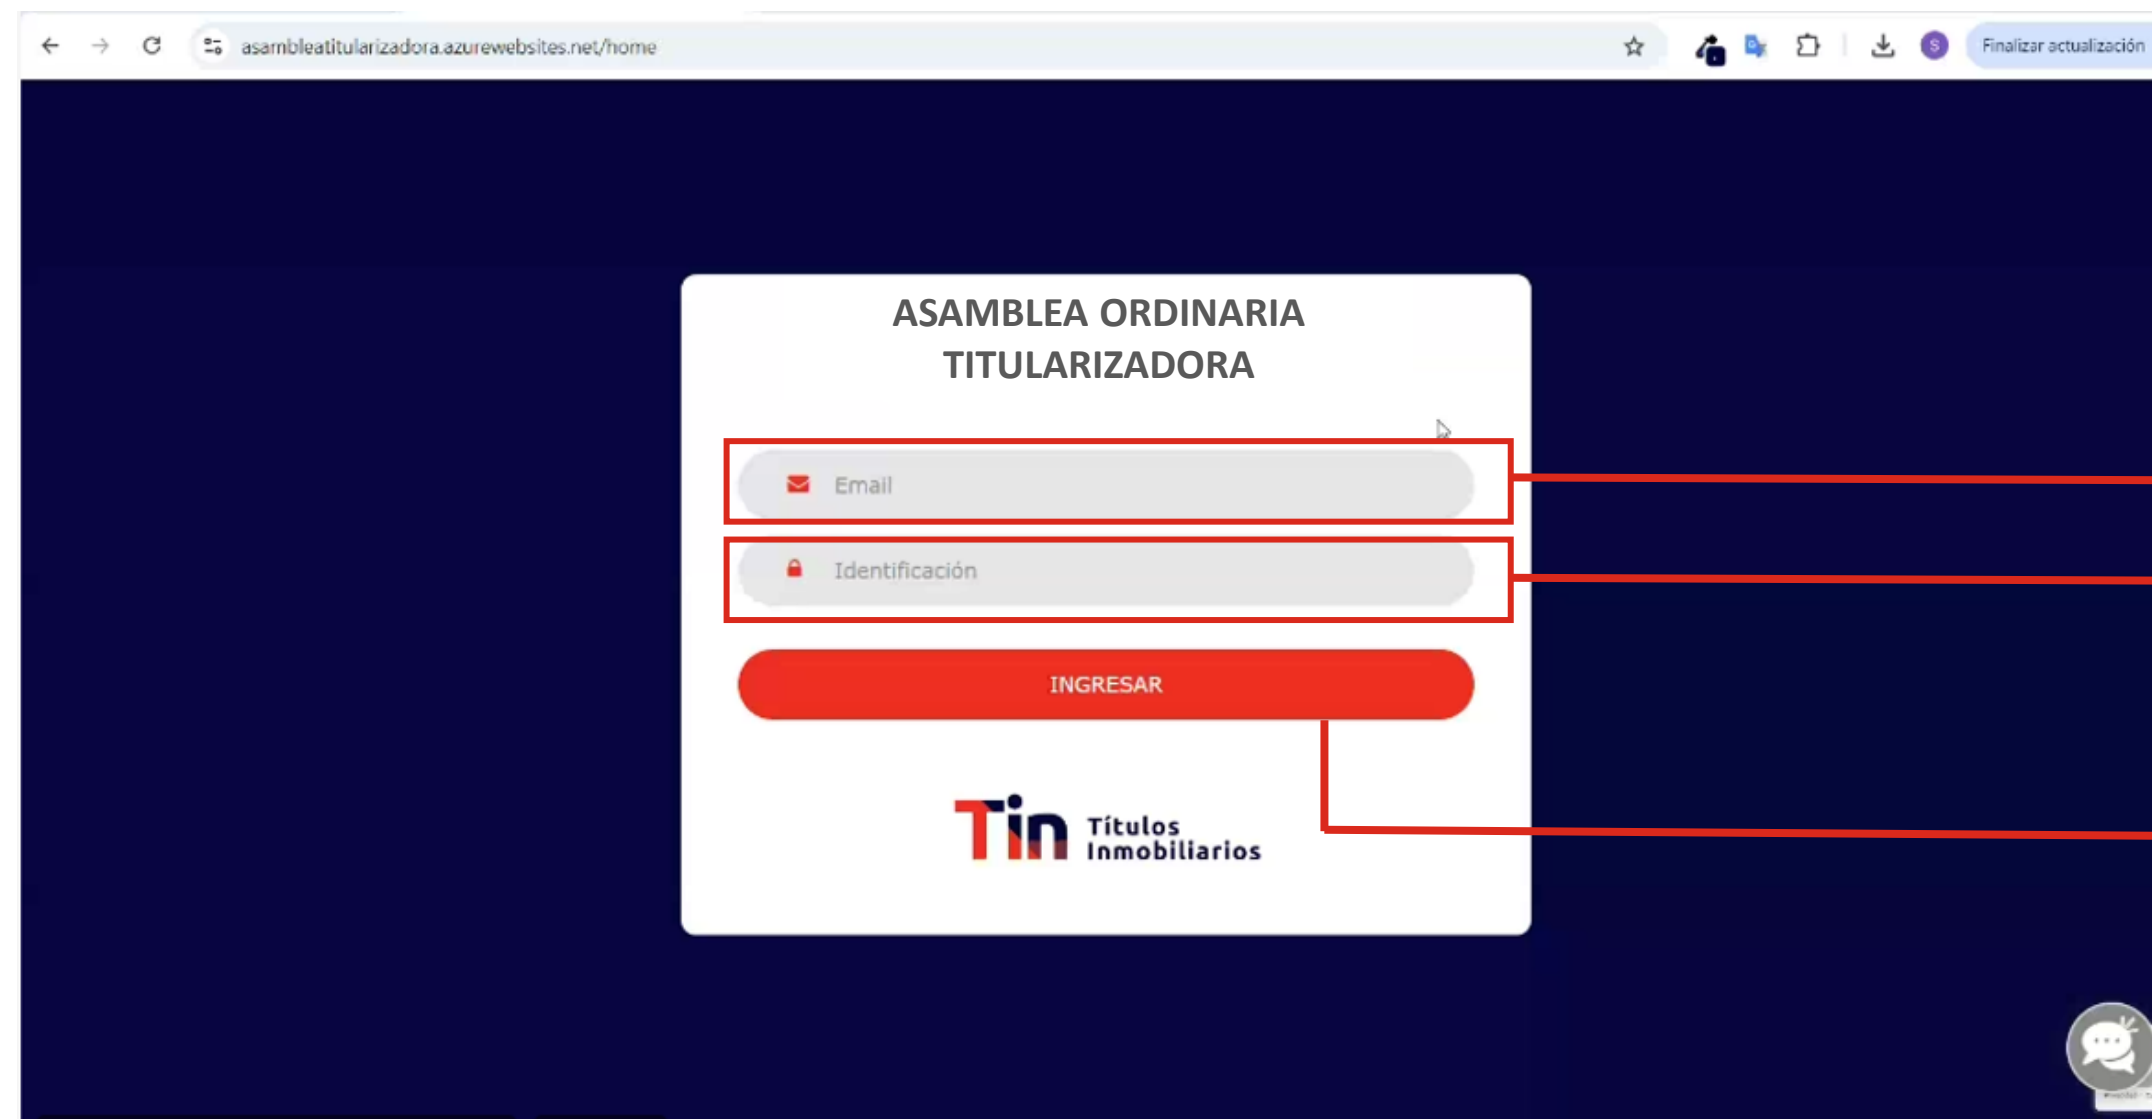 asambleatitularizadora.azurewebsites.net/home
S
Finalizar actualización
ASAMBLEA ORDINARIA
TITULARIZADORA
Email
Identificación
INGRESAR
Tin Títulos
Inmobiliarios